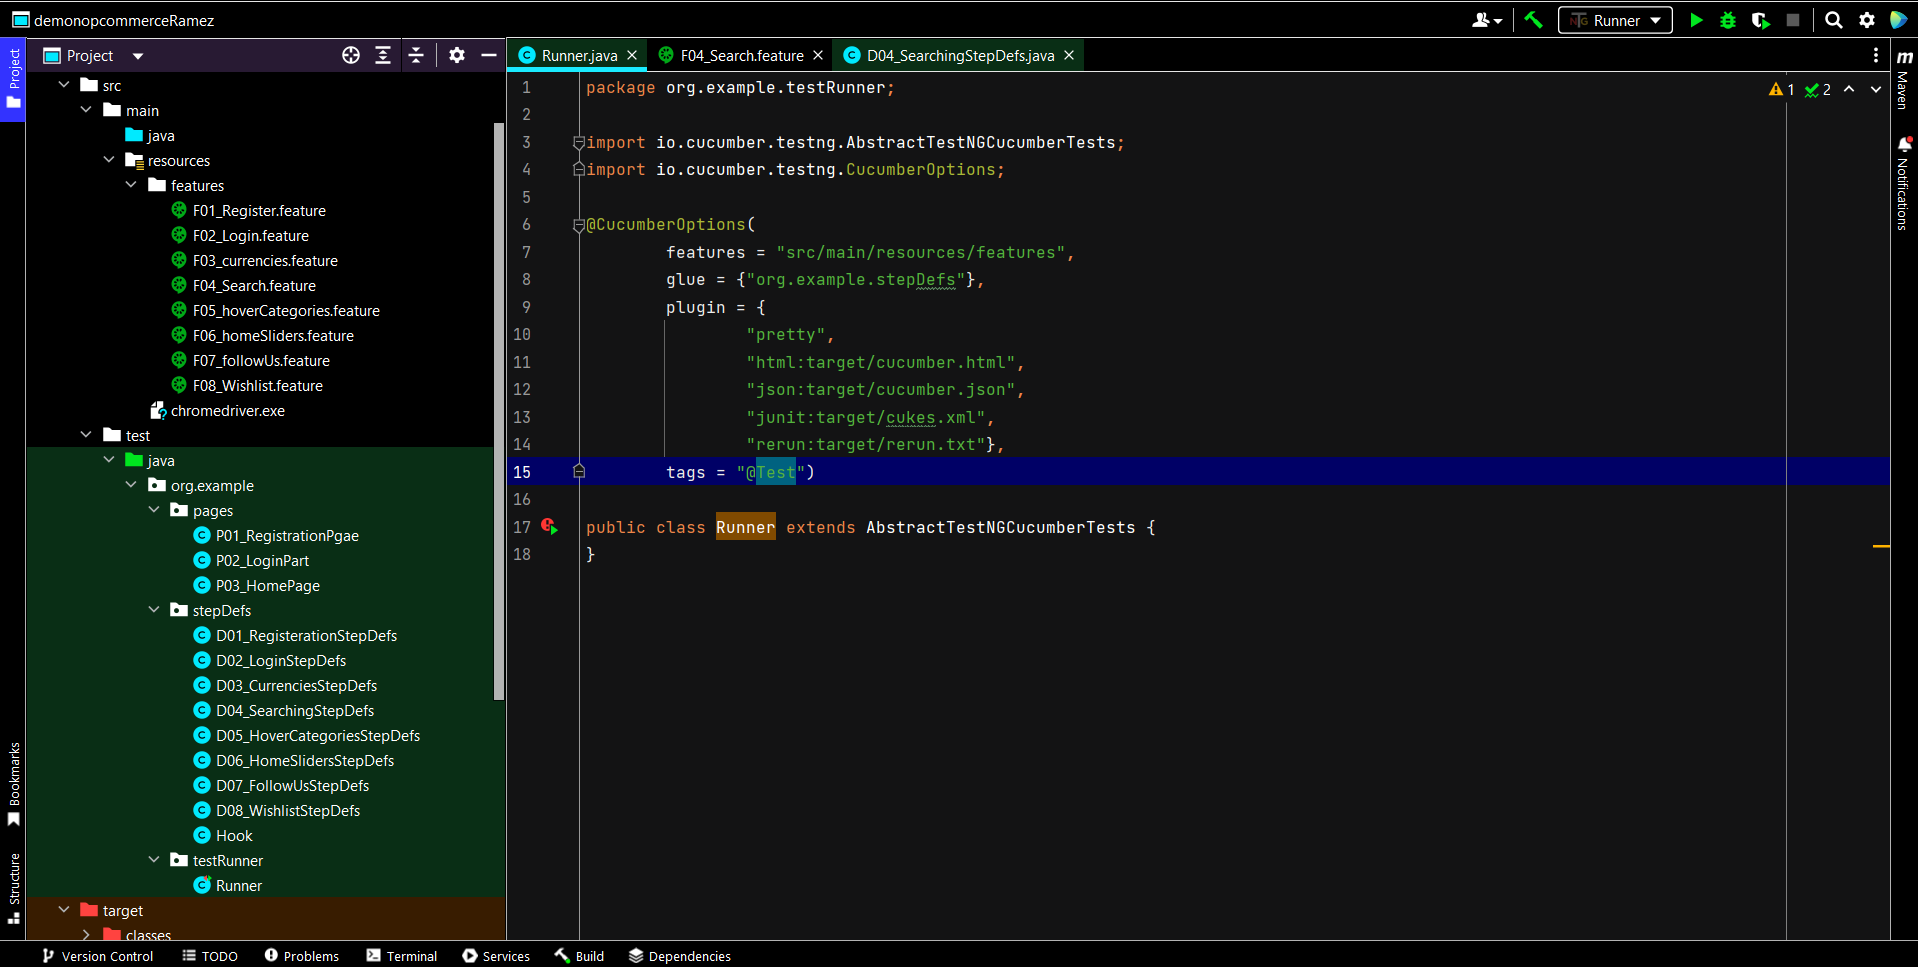 demonopcommerceRamez
Runner
Project
Project
Runner.java
F04_Search.feature
D04_SearchingStepDefs.java
src
main
java
resources
features
F01_Register.feature
F02_Login.feature
F03_currencies.feature
F04_Search.feature
F05_hoverCategories.feature
F06_homeSliders.feature
F07_followUs.feature
F08_Wishlist.feature
chromedriver.exe
test
java
org.example
pages
P01_RegistrationPgae
P02_LoginPart
P03_HomePage
stepDefs
D01_RegisterationStepDefs
D02_LoginStepDefs
D03_CurrenciesStepDefs
D04_SearchingStepDefs
D05_HoverCategoriesStepDefs
D06_HomeSlidersStepDefs
D07_FollowUsStepDefs
D08_WishlistStepDefs
Hook
testRunner
Runner
target
classes
Bookmarks
Structure
1 package org.example.testRunner;
2
3 import io.cucumber.testng.AbstractTestNGCucumberTests;
4 import io.cucumber.testng.CucumberOptions;
5
6 @CucumberOptions(
7 features = "src/main/resources/features",
8 glue = {"org.example.stepDefs"},
9 plugin = {
10 "pretty",
11 "html:target/cucumber.html",
12 "json:target/cucumber.json",
13 "junit:target/cukes.xml",
14 "rerun:target/rerun.txt"},
15 tags = "@Test")
16
17 public class Runner extends AbstractTestNGCucumberTests {
18 }
1 2
m Maven
Notifications
Version Control TODO Problems Terminal Services Build Dependencies